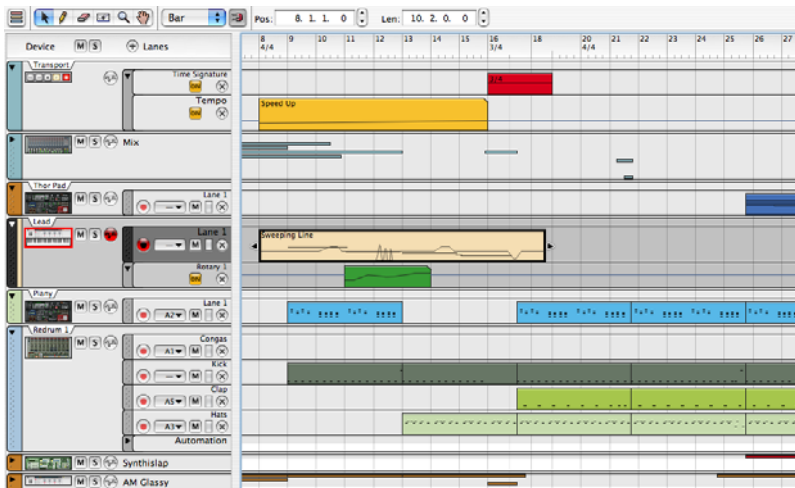 Bar Pos: 8. 1. 1. 0 Len: 10. 2. 0. 0
Device M S Lanes
8 9 10 11 12 13 14 15 16 18 20 21 22 23 24 25 26 27
4/4 3/4 4/4
Transport
Time Signature
ON
3/4
Tempo
ON
Speed Up
M S Mix
Thor Pad
M S Lane 1
M
Lead
M S Lane 1
M
Sweeping Line
Rotary 1
ON
Piany
M S Lane 1
A2 M
Redrum 1
M S Congas
A1 M
Kick
M
Clap
A5 M
Hats
A3 M
Automation
M S Synthislap
M S AM Glassy